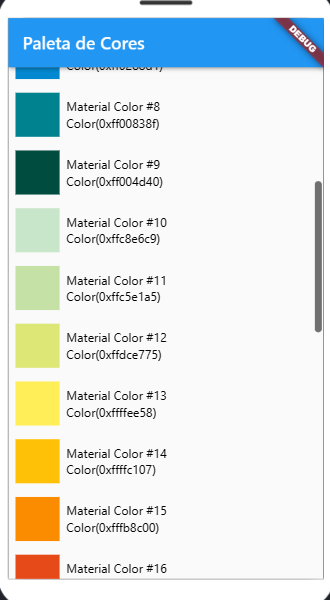 Paleta de Cores
DEBUG
Color(0xff0288d1)
Material Color #8
Color(0xff00838f)
Material Color #9
Color(0xff004d40)
Material Color #10
Color(0xffc8e6c9)
Material Color #11
Color(0xffc5e1a5)
Material Color #12
Color(0xffdce775)
Material Color #13
Color(0xffffee58)
Material Color #14
Color(0xffffc107)
Material Color #15
Color(0xfffb8c00)
Material Color #16